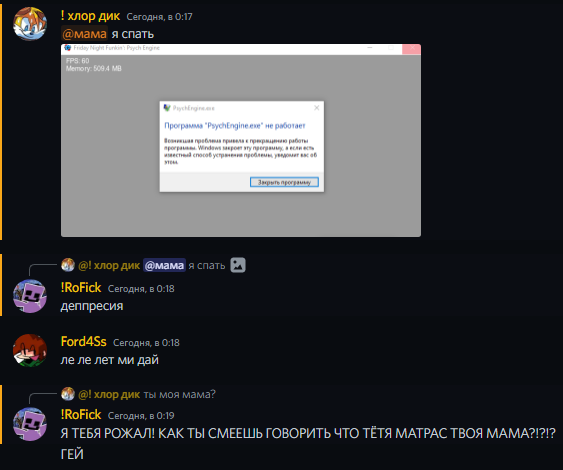 ! хлор дик Сегодня, в 0:17
@мама я спать
Friday Night Funkin': Psych Engine
FPS: 60
Memory: 509.4 MB
PsychEngine.exe
Программа "PsychEngine.exe" не работает
Возникшая проблема привела к прекращению работы
программы. Windows закроет эту программу, а если есть
известный способ устранения проблемы, уведомит вас об
этом.
Закрыть программу
@! хлор дик @мама я спать
!RoFick Сегодня, в 0:18
деппресия
Ford4Ss Сегодня, в 0:18
ле ле лет ми дай
@! хлор дик ты моя мама?
!RoFick Сегодня, в 0:19
Я ТЕБЯ РОЖАЛ! КАК ТЫ СМЕЕШЬ ГОВОРИТЬ ЧТО ТЁТЯ МАТРАС ТВОЯ МАМА?!?!?
ГЕЙ